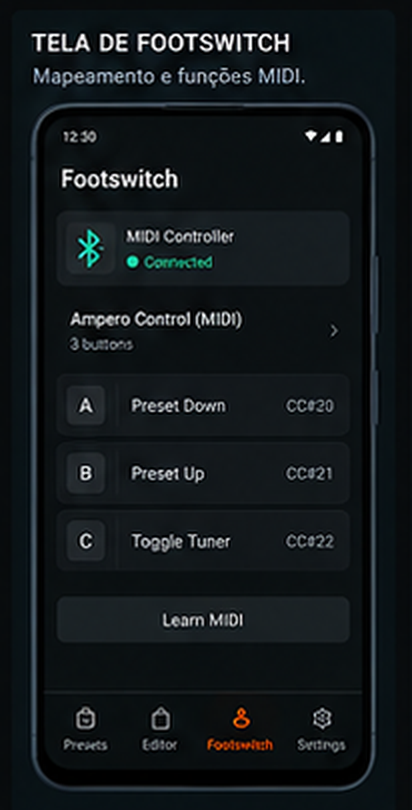 TELA DE FOOTSWITCH
Mapeamento e funções MIDI.
12:30
Footswitch
MIDI Controller
Connected
Ampero Control (MIDI)
3 buttons
A Preset Down CC#20
B Preset Up CC#21
C Toggle Tuner CC#22
Learn MIDI
Presets Editor Footswitch Settings